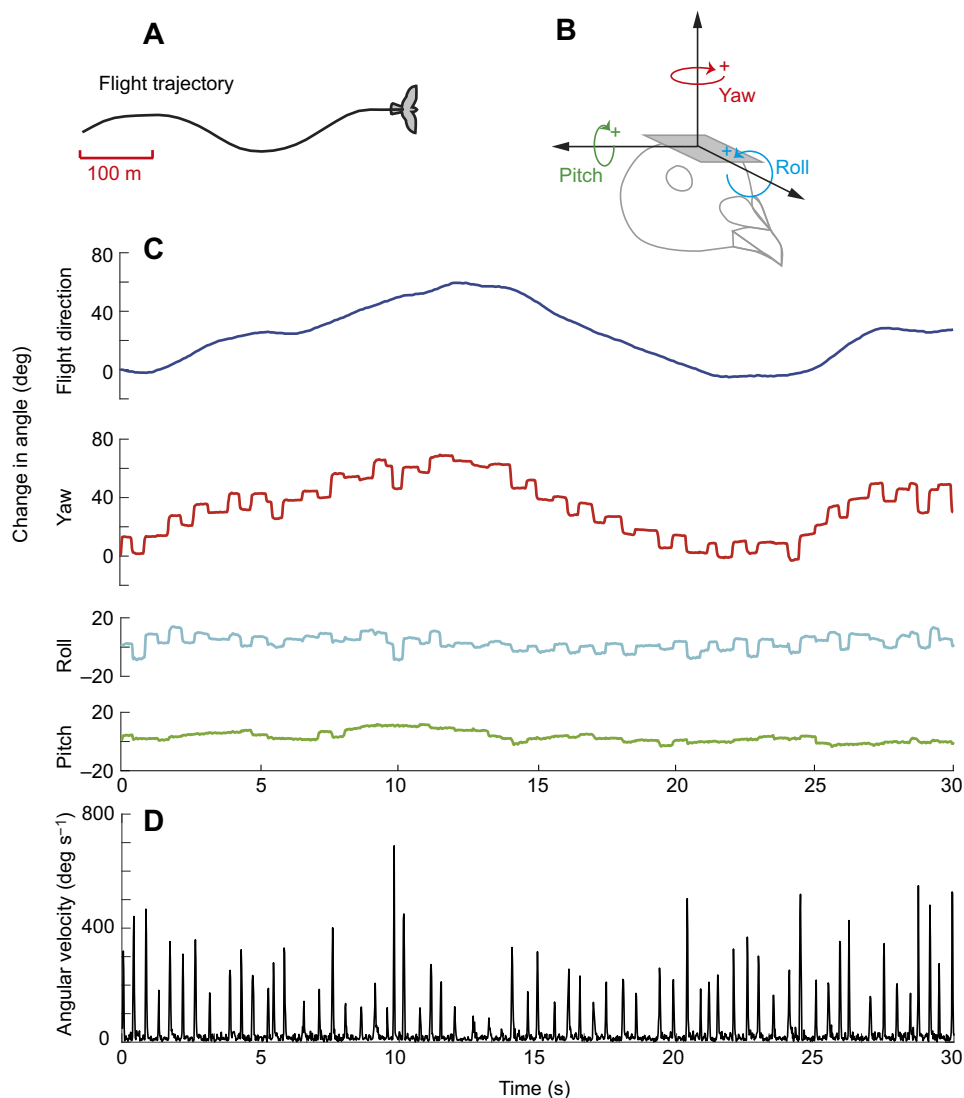 A
Flight trajectory
100 m
B
+
Yaw
+
Pitch
+
Roll
C
Change in angle (deg)
Flight direction
80
40
0
Yaw
80
40
0
Roll
20
–20
Pitch
20
–20
0 5 10 15 20 25 30
D
Angular velocity (deg s–1)
800
400
0
0 5 10 15 20 25 30
Time (s)